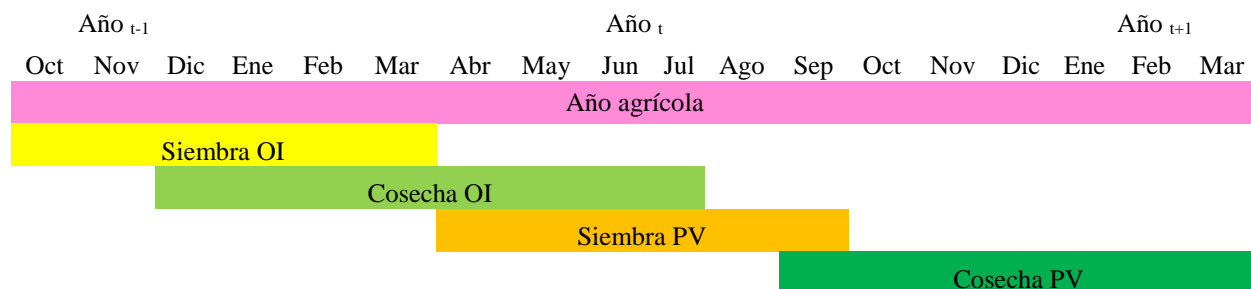 Año t-1 Año t Año t+1
Oct Nov Dic Ene Feb Mar Abr May Jun Jul Ago Sep Oct Nov Dic Ene Feb Mar
Año agrícola
Siembra OI
Cosecha OI
Siembra PV
Cosecha PV